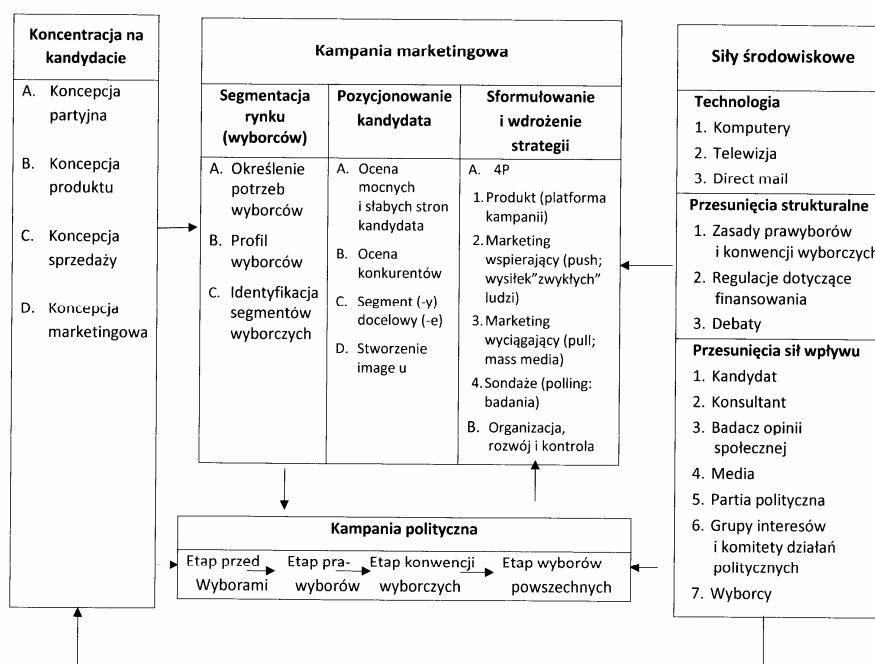 Koncentracja na
kandydacie
A. Koncepcja
partyjna
B. Koncepcja
produktu
C. Koncepcja
sprzedaży
D. Koncepcja
marketingowa
Kampania marketingowa
Segmentacja
rynku
(wyborców)
A. Określenie
potrzeb
wyborców
B. Profil
wyborców
C. Identyfikacja
segmentów
wyborczych
Pozycjonowanie
kandydata
A. Ocena
mocnych
i słabych stron
kandydata
B. Ocena
konkurentów
C. Segment (-y)
docelowy (-e)
D. Stworzenie
image u
Sformułowanie
i wdrożenie
strategii
A. 4P
1. Produkt (platforma
kampanii)
2. Marketing
wspierający (push;
wysiłek"zwykłych"
ludzi)
3. Marketing
wyciągający (pull;
mass media)
4. Sondaże (polling:
badania)
B. Organizacja,
rozwój i kontrola
Siły środowiskowe
Technologia
1. Komputery
2. Telewizja
3. Direct mail
Przesunięcia strukturalne
1. Zasady prawyborów
i konwencji wyborczych
2. Regulacje dotyczące
finansowania
3. Debaty
Przesunięcia sił wpływu
1. Kandydat
2. Konsultant
3. Badacz opinii
społecznej
4. Media
5. Partia polityczna
6. Grupy interesów
i komitety działań
politycznych
7. Wyborcy
Kampania polityczna
Etap przed
Wyborami
Etap pra-
wyborów
Etap konwencji
wyborczych
Etap wyborów
powszechnych